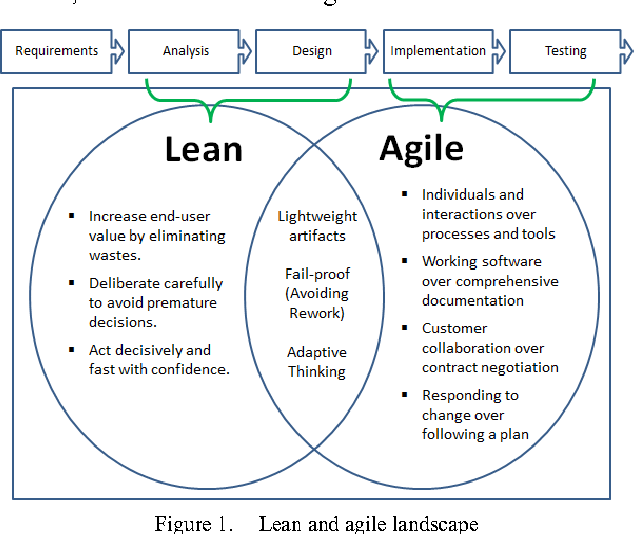 Requirements
Analysis
Design
Implementation
Testing
Lean
Agile
▪ Increase end-user
value by eliminating
wastes.
▪ Deliberate carefully
to avoid premature
decisions.
▪ Act decisively and
fast with confidence.
Lightweight
artifacts
Fail-proof
(Avoiding
Rework)
Adaptive
Thinking
▪ Individuals and
interactions over
processes and tools
▪ Working software
over comprehensive
documentation
▪ Customer
collaboration over
contract negotiation
▪ Responding to
change over
following a plan
Figure 1. Lean and agile landscape